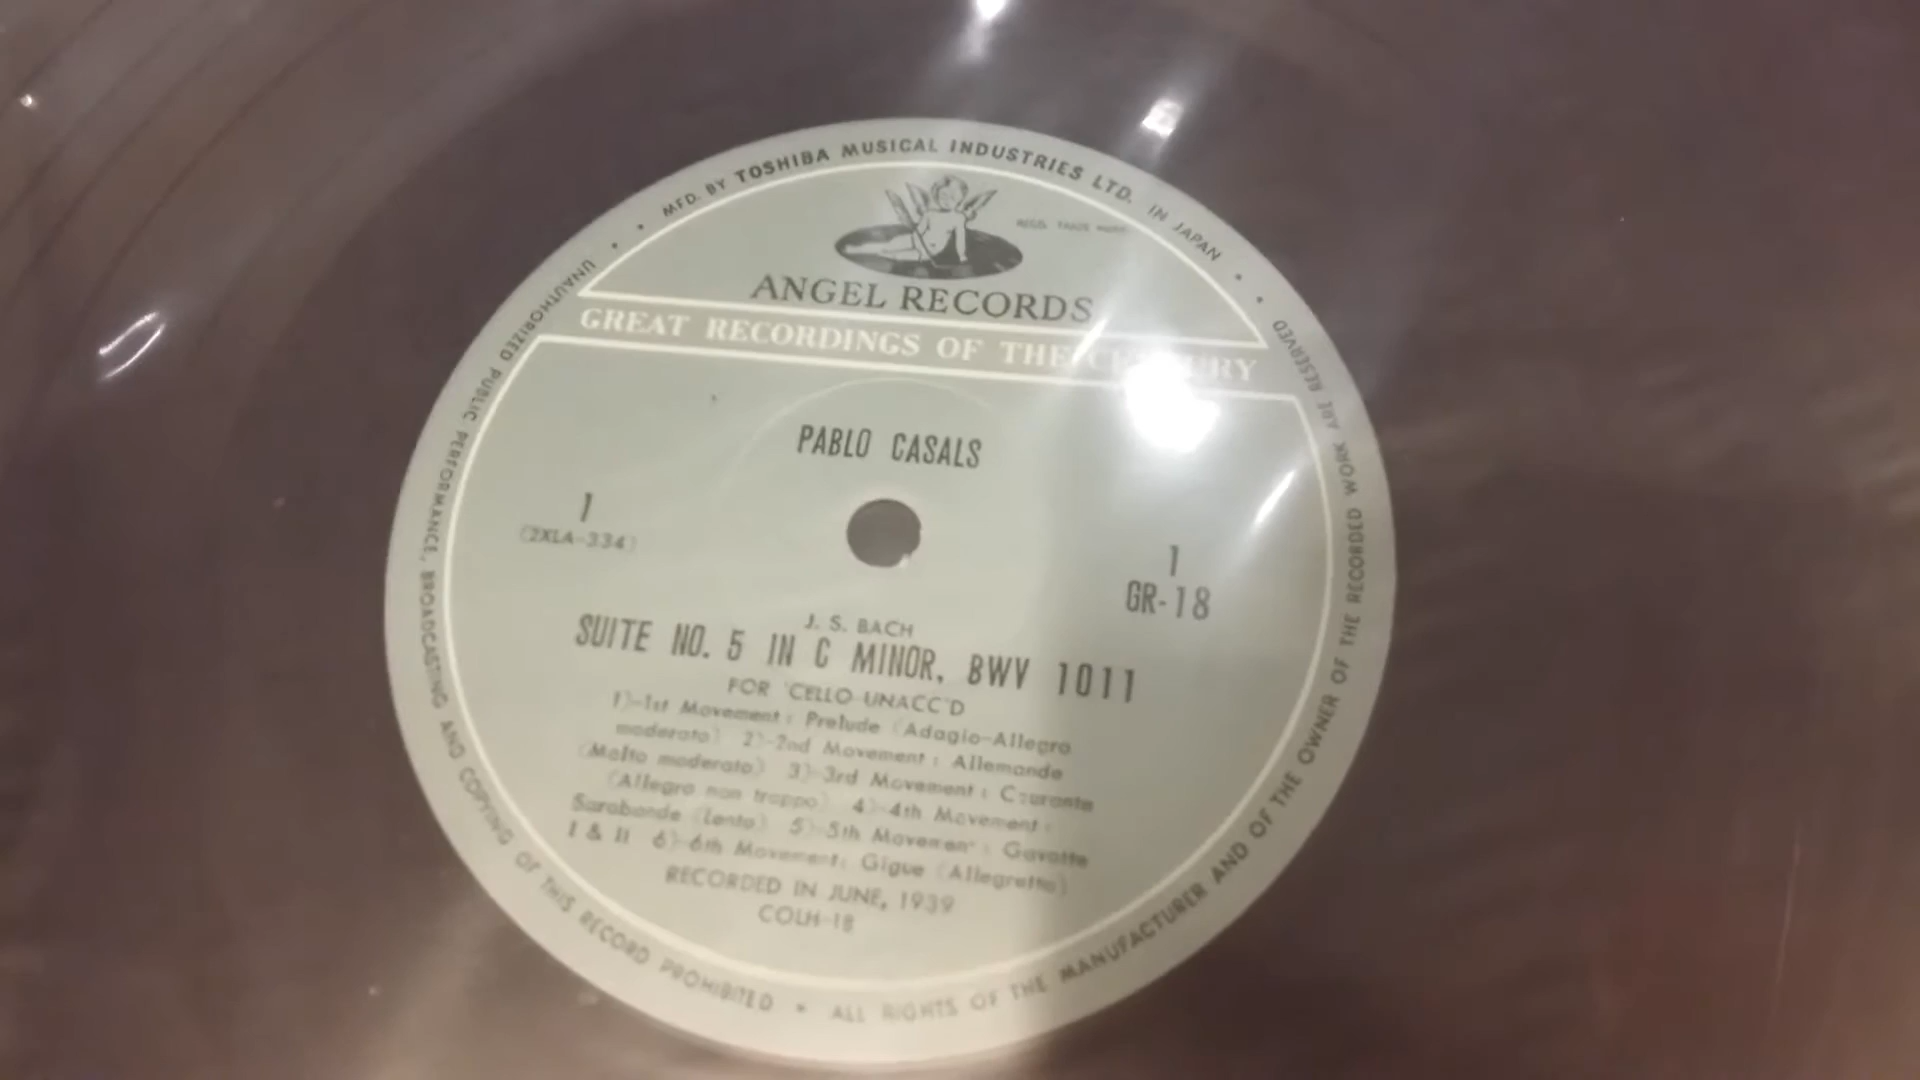 MFD. BY TOSHIBA MUSICAL INDUSTRIES LTD. IN JAPAN
REGD. TRADE MARK
ANGEL RECORDS
GREAT RECORDINGS OF THE CENTURY
PABLO CASALS
1
(2XLA-334)
1
GR-18
J. S. BACH
SUITE NO. 5 IN C MINOR, BWV 1011
FOR 'CELLO UNACC'D
1)-1st Movement: Prelude (Adagio-Allegro
moderato) 2)-2nd Movement: Allemande
(Molto moderato) 3)-3rd Movement: Courante
(Allegro non troppo) 4)-4th Movement:
Sarabande (Lento) 5)-5th Movement: Gavotte
I & II 6)-6th Movement: Gigue (Allegretto)
RECORDED IN JUNE, 1939
COLH-18
UNAUTHORIZED PUBLIC PERFORMANCE, BROADCASTING AND COPYING OF THIS RECORD PROHIBITED • ALL RIGHTS OF THE MANUFACTURER AND OF THE OWNER OF THE RECORDED WORK ARE RESERVED